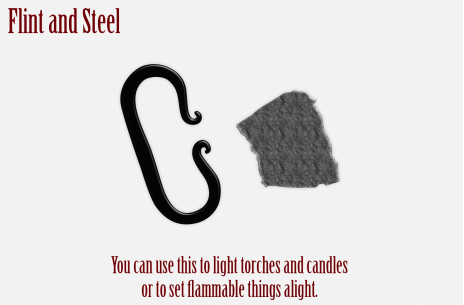 Flint and Steel
You can use this to light torches and candles
or to set flammable things alight.